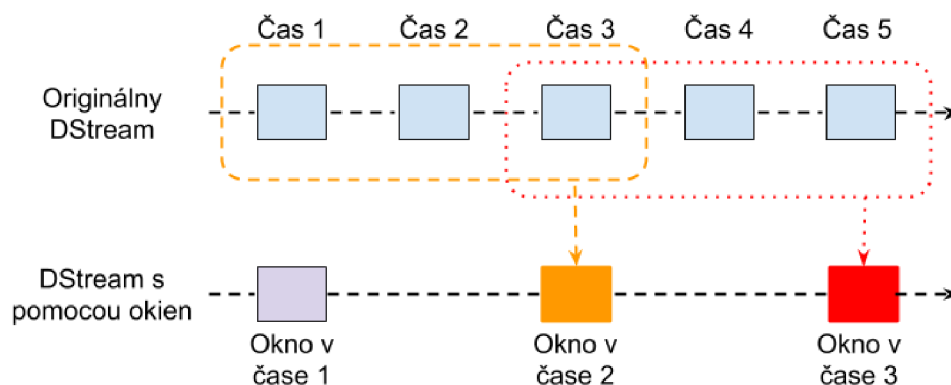 Čas 1
Čas 2
Čas 3
Čas 4
Čas 5
Originálny
DStream
DStream s
pomocou okien
Okno v
čase 1
Okno v
čase 2
Okno v
čase 3